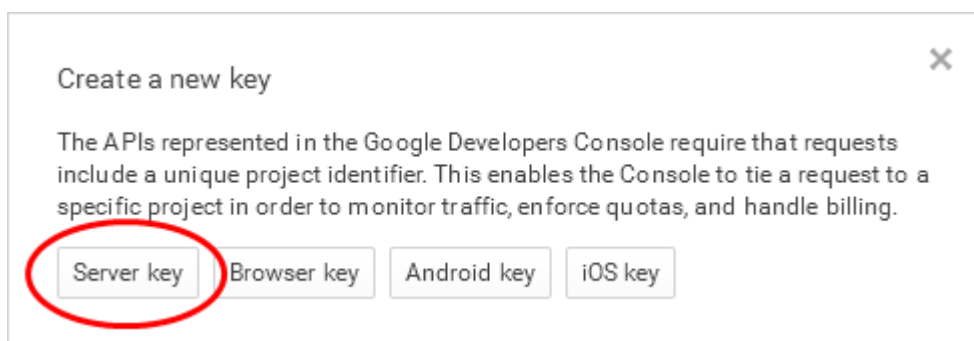 Create a new key
The APIs represented in the Google Developers Console require that requests
include a unique project identifier. This enables the Console to tie a request to a
specific project in order to monitor traffic, enforce quotas, and handle billing.
Server key Browser key Android key iOS key